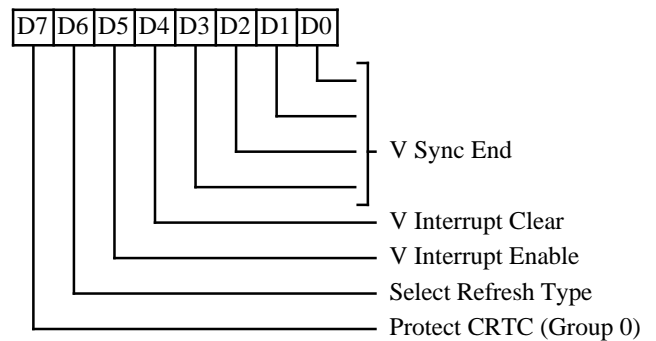 D7 D6 D5 D4 D3 D2 D1 D0
V Sync End
V Interrupt Clear
V Interrupt Enable
Select Refresh Type
Protect CRTC (Group 0)